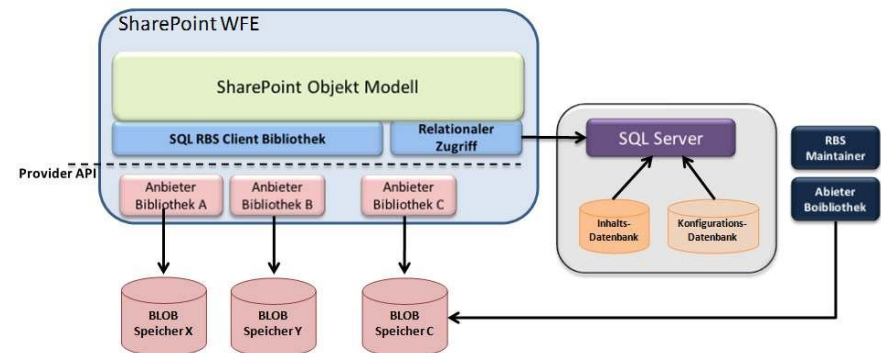 SharePoint WFE
SharePoint Objekt Modell
SQL RBS Client Bibliothek
Relationaler
Zugriff
Provider API
Anbieter
Bibliothek A
Anbieter
Bibliothek B
Anbieter
Bibliothek C
SQL Server
Inhalts-
Datenbank
Konfigurations-
Datenbank
RBS
Maintainer
Abieter
Boibliothek
BLOB
Speicher X
BLOB
Speicher Y
BLOB
Speicher C